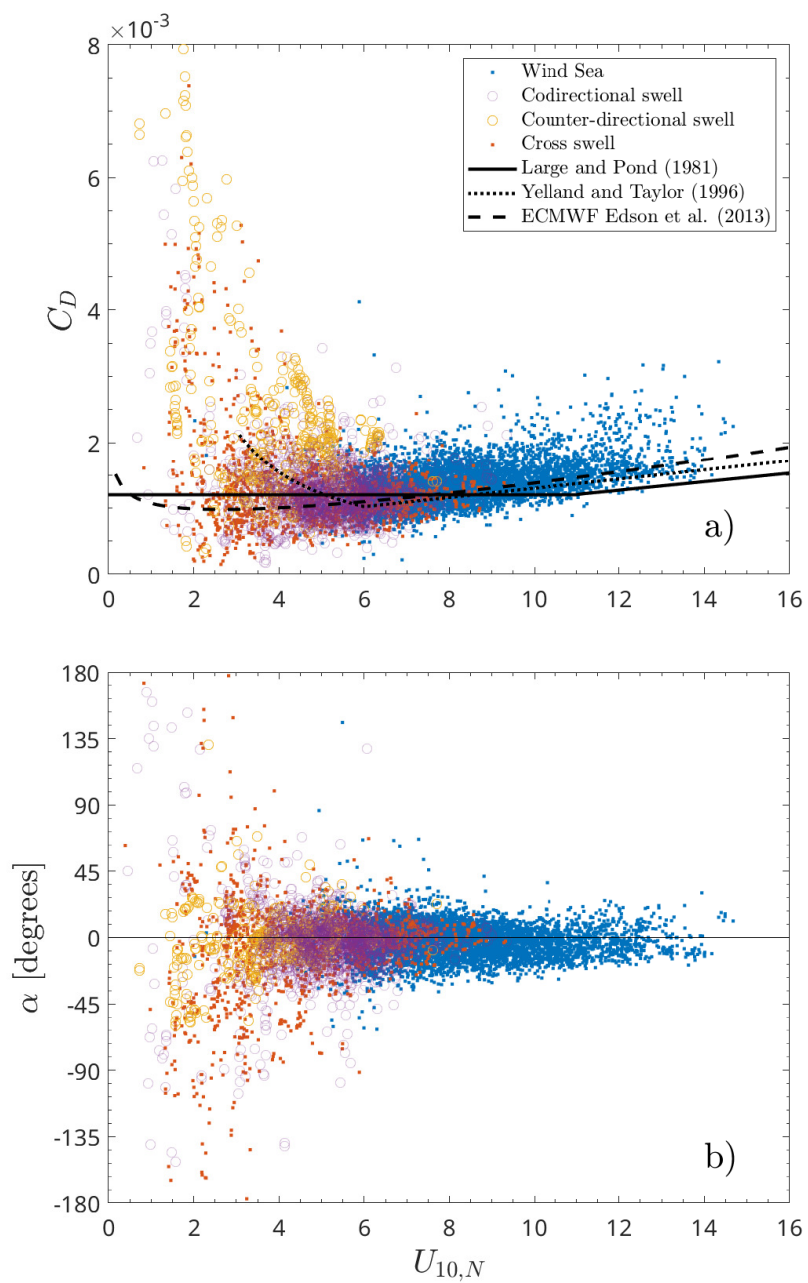 ×10⁻³
8
6
4
2
0
C_D
Wind Sea
Codirectional swell
Counter-directional swell
Cross swell
Large and Pond (1981)
Yelland and Taylor (1996)
ECMWF Edson et al. (2013)
a)
0 2 4 6 8 10 12 14 16
180
135
90
45
0
-45
-90
-135
-180
α [degrees]
b)
0 2 4 6 8 10 12 14 16
U_{10,N}